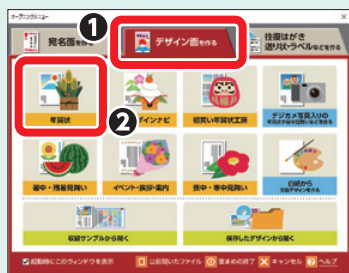 オープニングメニュー
宛名面を作る
デザイン面を作る
往復はがき
送り状・ラベルなどを作る
1
2
年賀状
デザインナビ
初笑い年賀状工房
デジカメ写真入りの
暑中・残暑見舞い
イベント・挨拶・案内
喪中・寒中見舞い
白紙から
収録サンプルから開く
保存したデザインから開く
起動時にこのウィンドウを表示
以前開いたファイル
筆まめの終了
キャンセル
ヘルプ